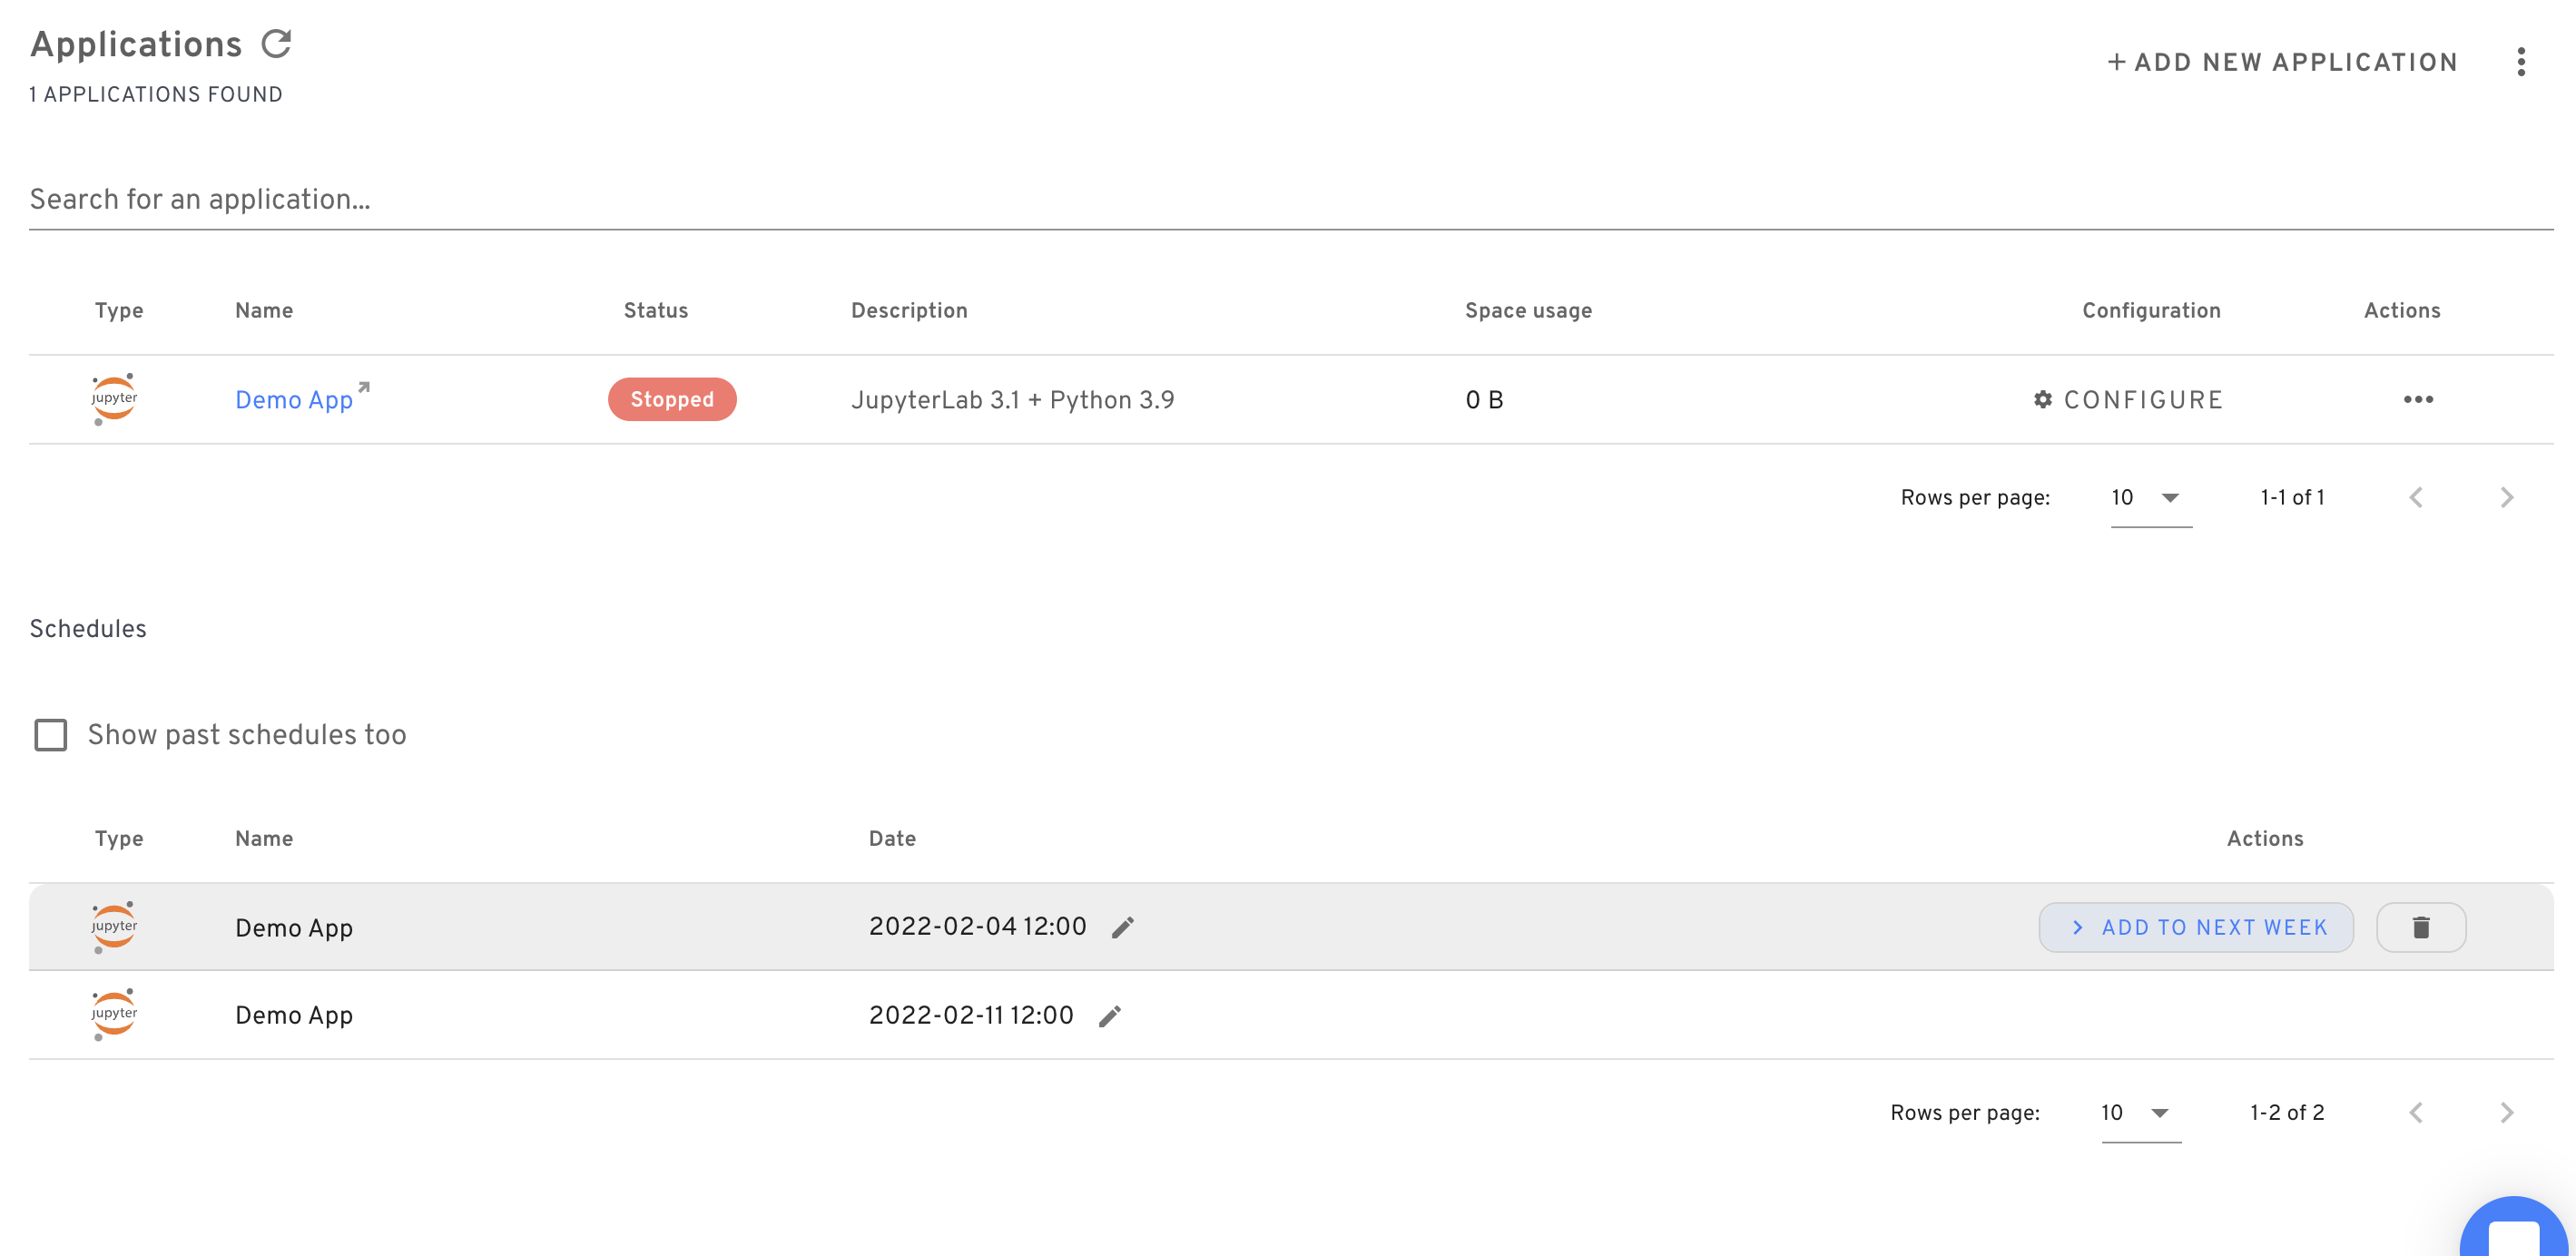 Applications
1 APPLICATIONS FOUND
+ ADD NEW APPLICATION
Search for an application...
Type Name Status Description Space usage Configuration Actions
jupyter Demo App Stopped JupyterLab 3.1 + Python 3.9 0 B CONFIGURE
Rows per page: 10 1-1 of 1
Schedules
Show past schedules too
Type Name Date Actions
jupyter Demo App 2022-02-04 12:00 ADD TO NEXT WEEK
jupyter Demo App 2022-02-11 12:00
Rows per page: 10 1-2 of 2